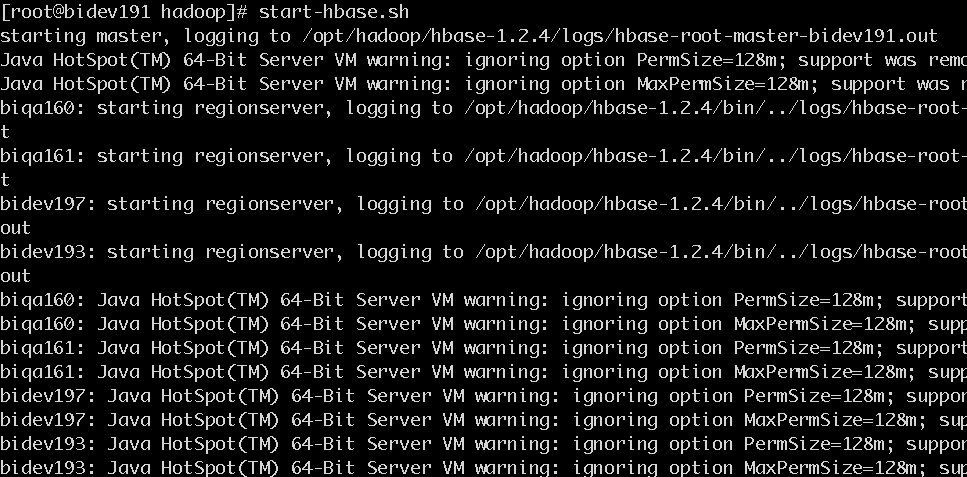 [root@bidev191 hadoop]# start-hbase.sh
starting master, logging to /opt/hadoop/hbase-1.2.4/logs/hbase-root-master-bidev191.out
Java HotSpot(TM) 64-Bit Server VM warning: ignoring option PermSize=128m; support was remo
Java HotSpot(TM) 64-Bit Server VM warning: ignoring option MaxPermSize=128m; support was r
biqa160: starting regionserver, logging to /opt/hadoop/hbase-1.2.4/bin/../logs/hbase-root-
t
biqa161: starting regionserver, logging to /opt/hadoop/hbase-1.2.4/bin/../logs/hbase-root-
t
bidev197: starting regionserver, logging to /opt/hadoop/hbase-1.2.4/bin/../logs/hbase-root
out
bidev193: starting regionserver, logging to /opt/hadoop/hbase-1.2.4/bin/../logs/hbase-root
out
biqa160: Java HotSpot(TM) 64-Bit Server VM warning: ignoring option PermSize=128m; support
biqa160: Java HotSpot(TM) 64-Bit Server VM warning: ignoring option MaxPermSize=128m; supp
biqa161: Java HotSpot(TM) 64-Bit Server VM warning: ignoring option PermSize=128m; support
biqa161: Java HotSpot(TM) 64-Bit Server VM warning: ignoring option MaxPermSize=128m; supp
bidev197: Java HotSpot(TM) 64-Bit Server VM warning: ignoring option PermSize=128m; suppor
bidev197: Java HotSpot(TM) 64-Bit Server VM warning: ignoring option MaxPermSize=128m; sup
bidev193: Java HotSpot(TM) 64-Bit Server VM warning: ignoring option PermSize=128m; suppor
bidev193: Java HotSpot(TM) 64-Bit Server VM warning: ignoring option MaxPermSize=128m; sup